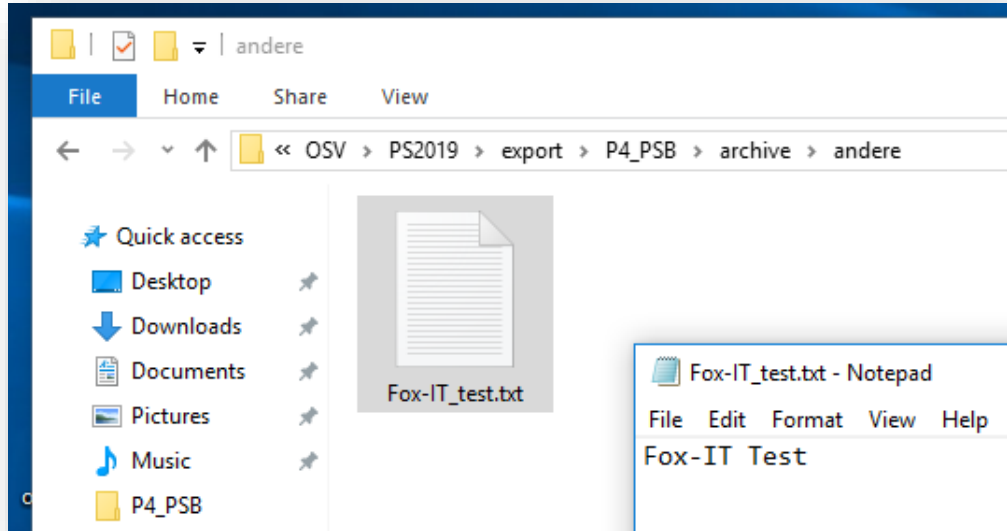 andere
File Home Share View
« OSV > PS2019 > export > P4_PSB > archive > andere
Quick access
Desktop
Downloads
Documents
Pictures
Music
P4_PSB
Fox-IT_test.txt
Fox-IT_test.txt - Notepad
File Edit Format View Help
Fox-IT Test